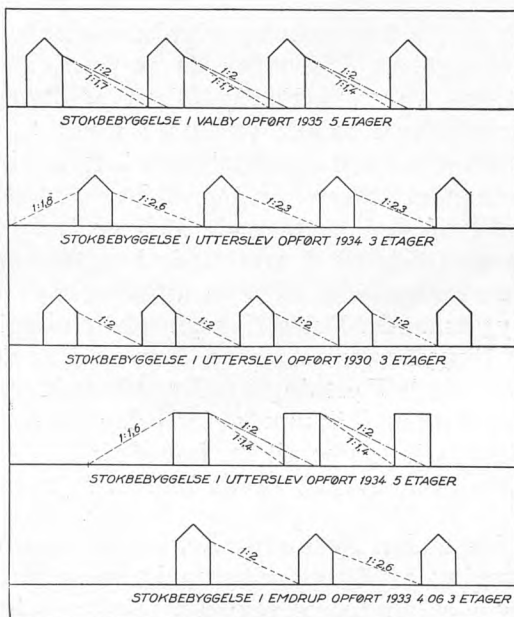 1:2 1:2 1:2
1:1,7 1:1,7 1:1,4
STOKBEBYGGELSE I VALBY OPFØRT 1935 5 ETAGER
1:1,8 1:2,6 1:2,3 1:2,3
STOKBEBYGGELSE I UTTERSLEV OPFØRT 1934 3 ETAGER
1:2 1:2 1:2 1:2
STOKBEBYGGELSE I UTTERSLEV OPFØRT 1930 3 ETAGER
1:1,6 1:2 1:2
1:1,4 1:1,4
STOKBEBYGGELSE I UTTERSLEV OPFØRT 1934 5 ETAGER
1:2 1:2,6
STOKBEBYGGELSE I EMDRUP OPFØRT 1933 4 OG 3 ETAGER